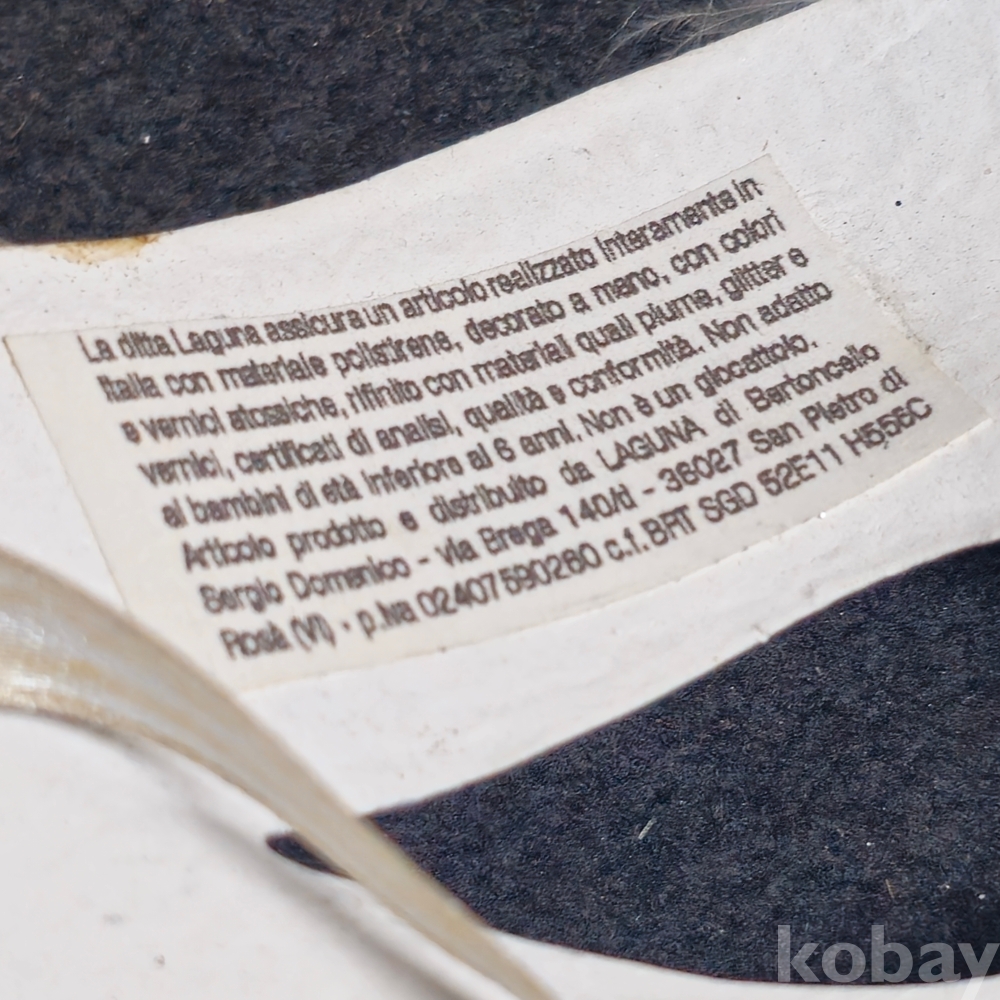 La ditta Laguna assicura un articolo realizzato interamente in
Italia con materiale polistirene, decorato a mano, con colori
e vernici atossiche, rifinito con materiali quali piume, glitter e
vernici, certificati di analisi, qualità e conformità. Non adatto
ai bambini di età inferiore ai 6 anni. Non è un giocattolo.
Articolo prodotto e distribuito da LAGUNA di Bertoncello
Sergio Domenico - via Brega 140/d - 36027 San Pietro di
Rosà (VI) - p.iva 02407590260 c.f. BRT SGD 52E11 H556C
kobay